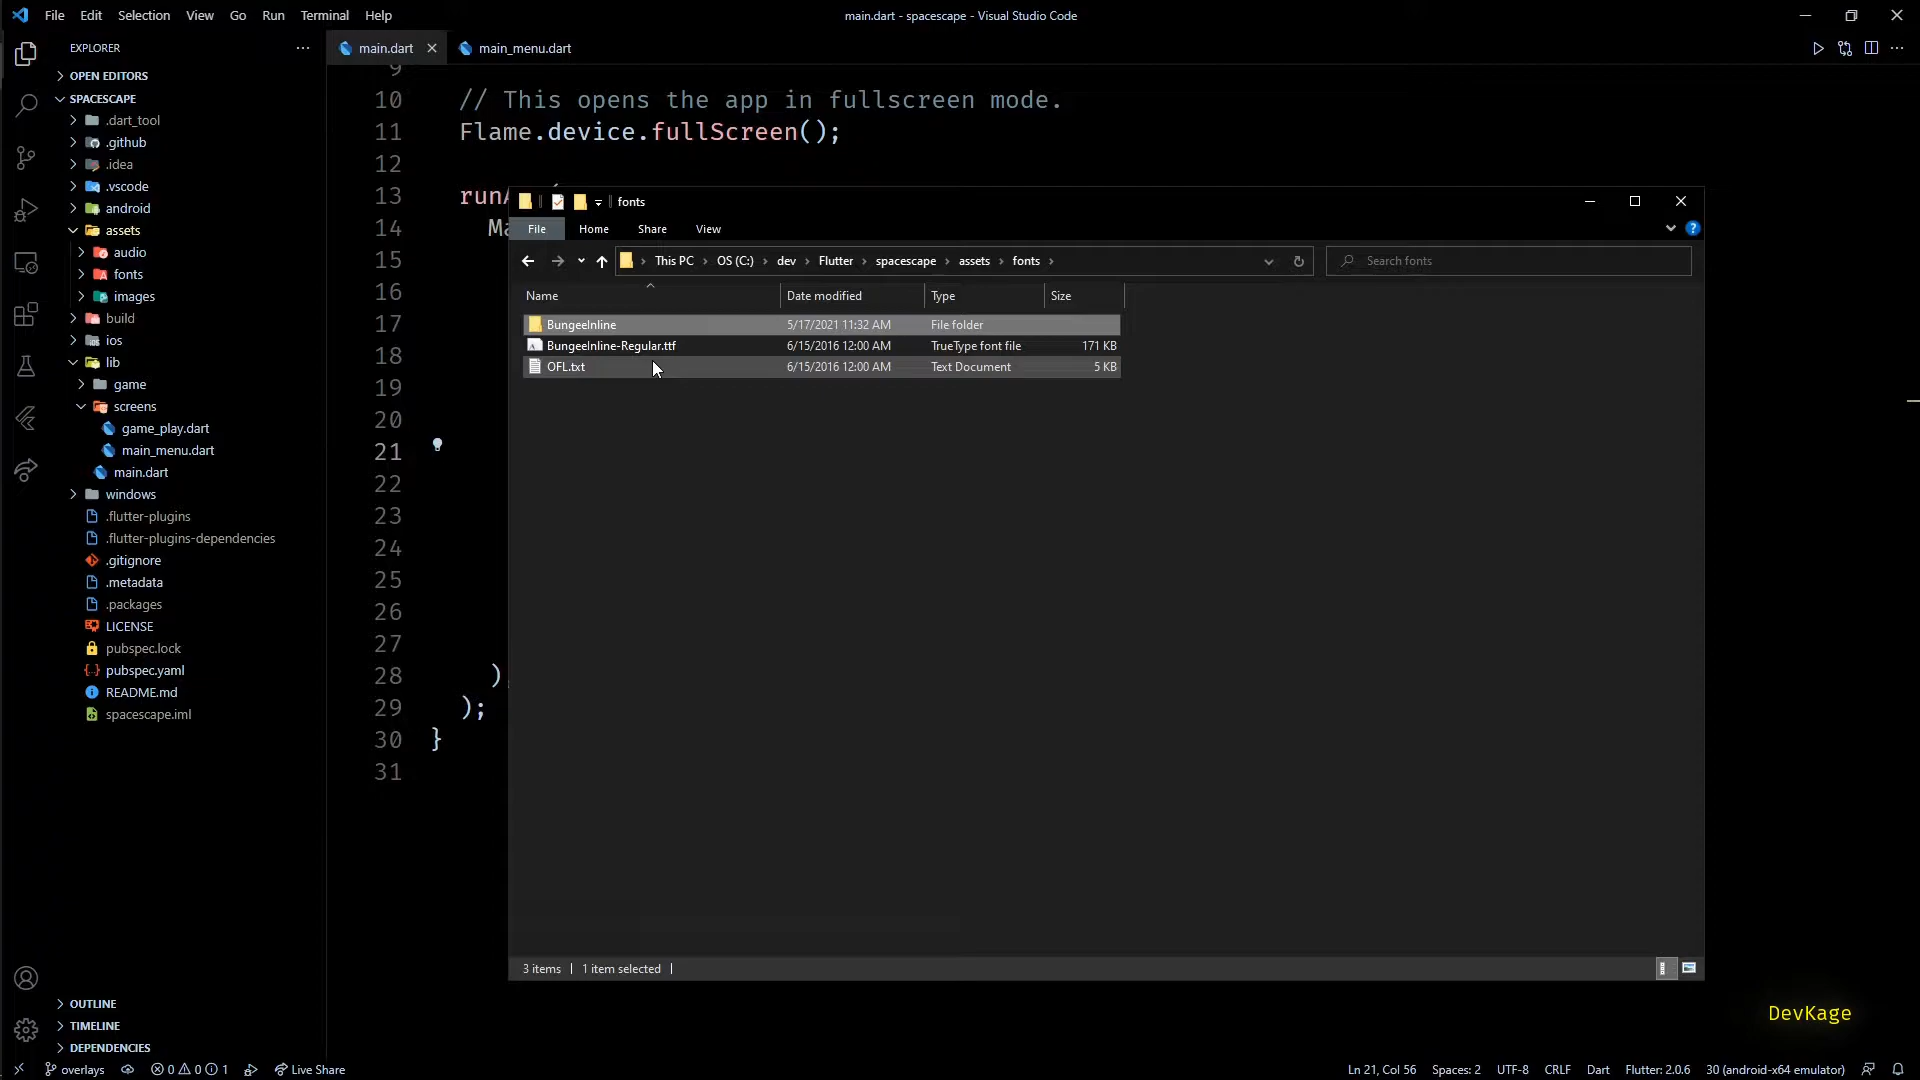 File Edit Selection View Go Run Terminal Help
main.dart - spacescape - Visual Studio Code
EXPLORER
OPEN EDITORS
SPACESCAPE
.dart_tool
.github
.idea
.vscode
android
assets
audio
fonts
images
build
ios
lib
game
screens
game_play.dart
main_menu.dart
main.dart
windows
.flutter-plugins
.flutter-plugins-dependencies
.gitignore
.metadata
.packages
LICENSE
pubspec.lock
pubspec.yaml
README.md
spacescape.iml
OUTLINE
TIMELINE
DEPENDENCIES
main.dart main_menu.dart
9
10 // This opens the app in fullscreen mode.
11 Flame.device.fullScreen();
12
13 run
14 Ma
15
16
17
18
19
20
21
22
23
24
25
26
27
28 )
29 );
30 }
31
fonts
File Home Share View
This PC OS (C:) dev Flutter spacescape assets fonts
Search fonts
Name Date modified Type Size
BungeeInline 5/17/2021 11:32 AM File folder
BungeeInline-Regular.ttf 6/15/2016 12:00 AM TrueType font file 171 KB
OFL.txt 6/15/2016 12:00 AM Text Document 5 KB
3 items 1 item selected
DevKage
overlays 0 0 1 Live Share
Ln 21, Col 56 Spaces: 2 UTF-8 CRLF Dart Flutter: 2.0.6 30 (android-x64 emulator)